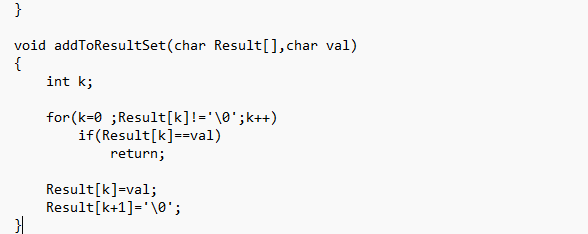 }
void addToResultSet(char Result[],char val)
{
    int k;
    for(k=0 ;Result[k]!='\0';k++)
        if(Result[k]==val)
            return;
    Result[k]=val;
    Result[k+1]='\0';
}